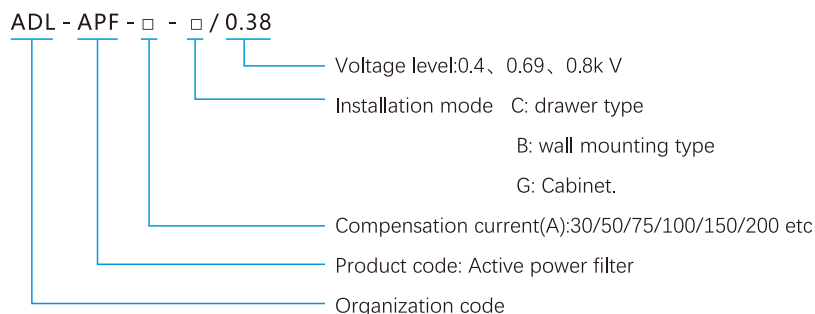 ADL - APF - □ - □ / 0.38
Voltage level:0.4、0.69、0.8k V
Installation mode C: drawer type
B: wall mounting type
G: Cabinet.
Compensation current(A):30/50/75/100/150/200 etc
Product code: Active power filter
Organization code